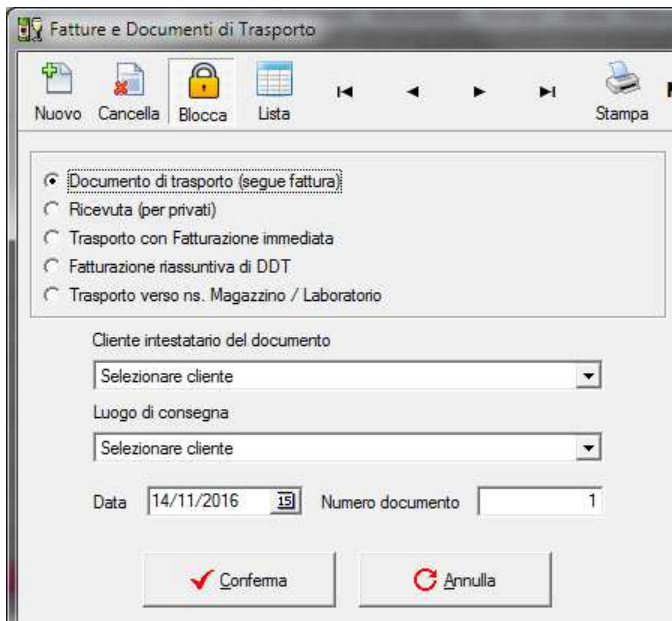 Fatture e Documenti di Trasporto
Nuovo Cancella Blocca Lista Stampa
Documento di trasporto (segue fattura)
Ricevuta (per privati)
Trasporto con Fatturazione immediata
Fatturazione riassuntiva di DDT
Trasporto verso ns. Magazzino / Laboratorio
Cliente intestatario del documento
Selezionare cliente
Luogo di consegna
Selezionare cliente
Data 14/11/2016 15 Numero documento 1
Conferma Annulla